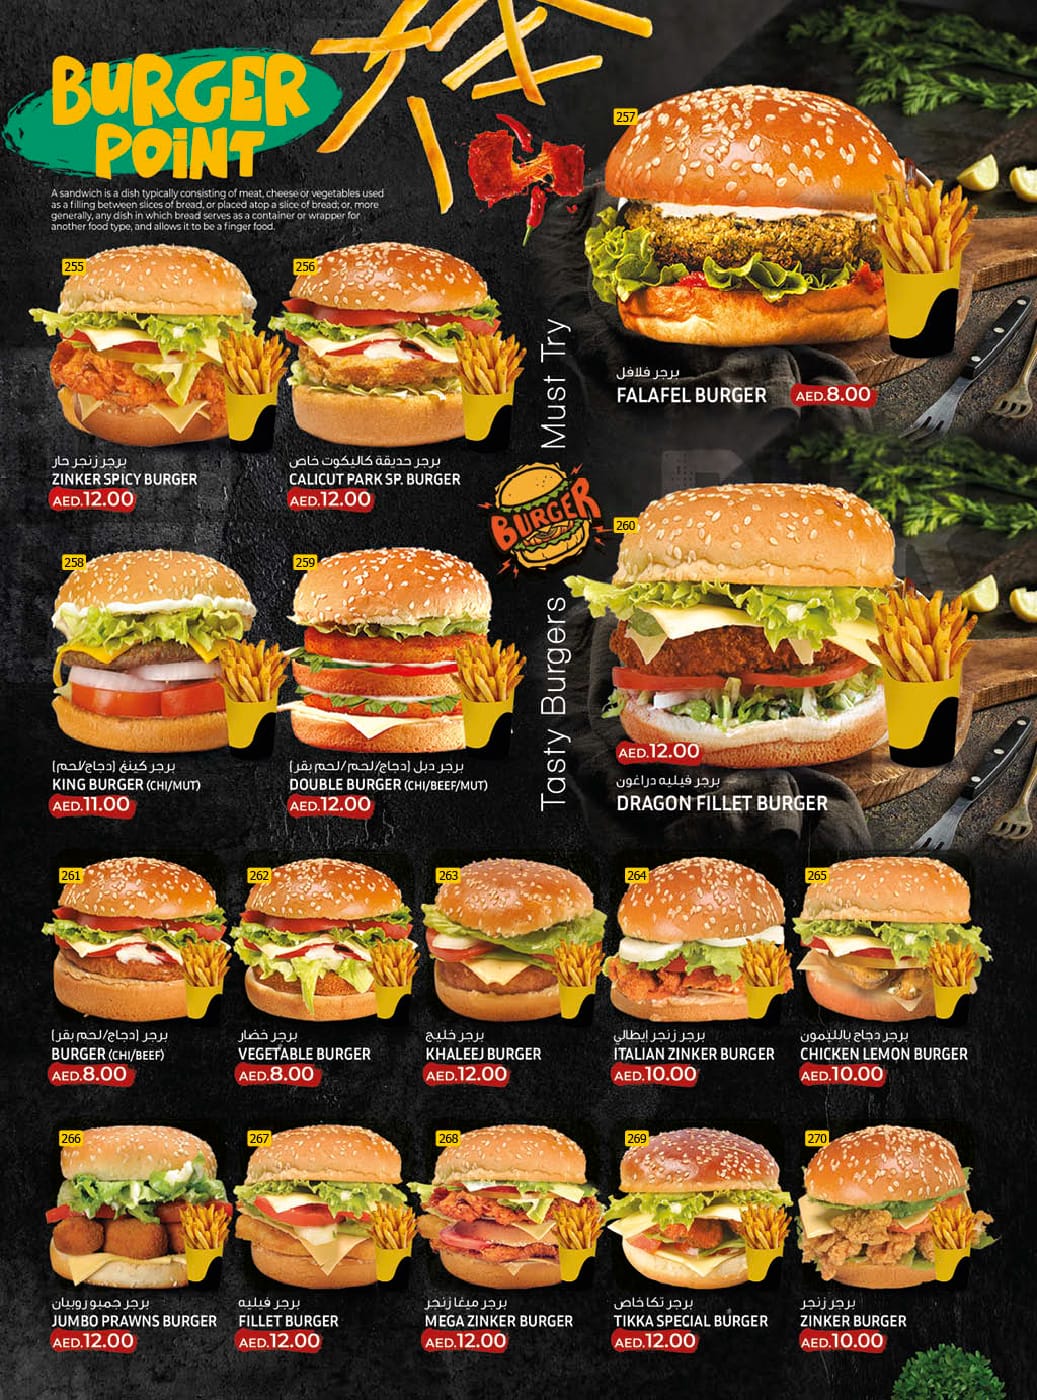 BURGER
POINT
A sandwich is a dish typically consisting of meat, cheese or vegetables used
as a filling between slices of bread, or placed atop a slice of bread; or, more
generally, any dish in which bread serves as a container or wrapper for
another food type, and allows it to be a finger food.
257
برجر فلافل
FALAFEL BURGER
AED.8.00
255
برجر زنجر حار
ZINKER SPICY BURGER
AED.12.00
256
برجر حديقة كاليكوت خاص
CALICUT PARK SP. BURGER
AED.12.00
Must Try
BURGER
Tasty Burgers
258
برجر كينغ (دجاج/لحم)
KING BURGER (CHI/MUT)
AED.11.00
259
برجر دبل (دجاج/لحم/لحم بقر)
DOUBLE BURGER (CHI/BEEF/MUT)
AED.12.00
260
AED.12.00
برجر فيليه دراغون
DRAGON FILLET BURGER
261
برجر (دجاج/لحم بقر)
BURGER (CHI/BEEF)
AED.8.00
262
برجر خضار
VEGETABLE BURGER
AED.8.00
263
برجر خليج
KHALEEJ BURGER
AED.12.00
264
برجر زنجر إيطالي
ITALIAN ZINKER BURGER
AED.10.00
265
برجر دجاج بالليمون
CHICKEN LEMON BURGER
AED.10.00
266
برجر جمبو روبيان
JUMBO PRAWNS BURGER
AED.12.00
267
برجر فيليه
FILLET BURGER
AED.12.00
268
برجر ميغا زنجر
MEGA ZINKER BURGER
AED.12.00
269
برجر تكا خاص
TIKKA SPECIAL BURGER
AED.12.00
270
برجر زنجر
ZINKER BURGER
AED.10.00